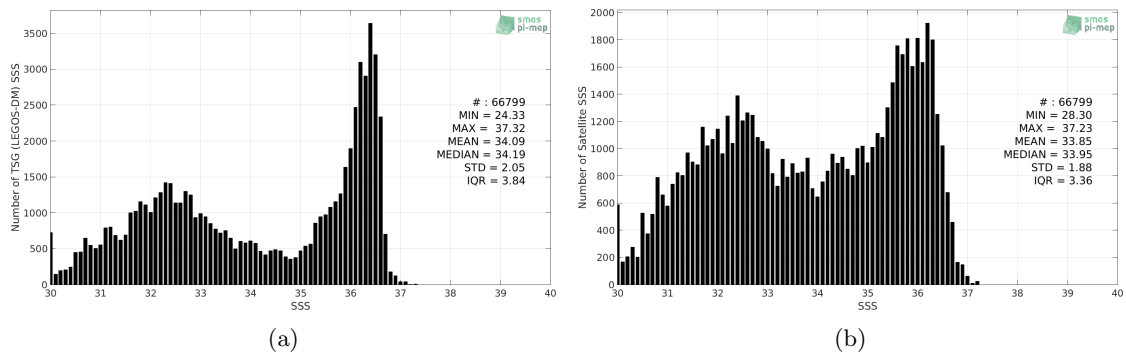 smos
pi-mep
Number of TSG (LEGOS-DM) SSS
3500
3000
2500
2000
1500
1000
500
0
# : 66799
MIN = 24.33
MAX = 37.32
MEAN = 34.09
MEDIAN = 34.19
STD = 2.05
IQR = 3.84
30 31 32 33 34 35 36 37 38 39 40
SSS
(a)
smos
pi-mep
Number of Satellite SSS
2000
1800
1600
1400
1200
1000
800
600
400
200
0
# : 66799
MIN = 28.30
MAX = 37.23
MEAN = 33.85
MEDIAN = 33.95
STD = 1.88
IQR = 3.36
30 31 32 33 34 35 36 37 38 39 40
SSS
(b)